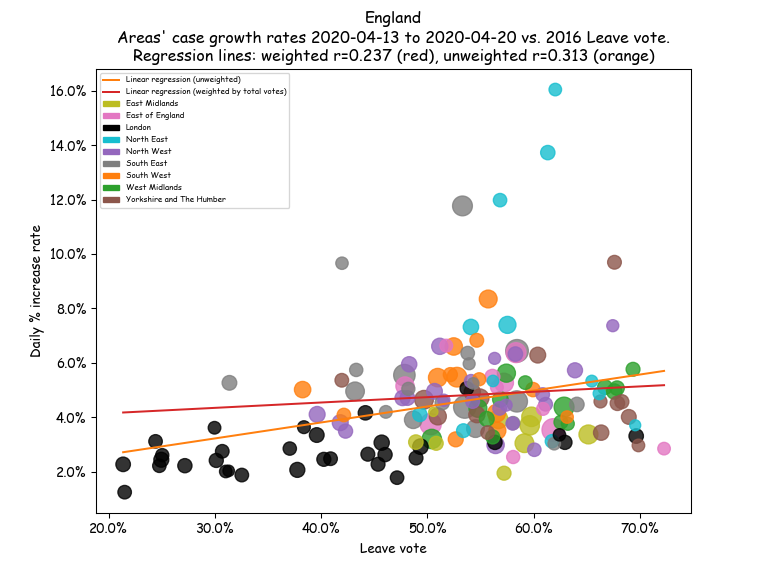 England
Areas' case growth rates 2020-04-13 to 2020-04-20 vs. 2016 Leave vote.
Regression lines: weighted r=0.237 (red), unweighted r=0.313 (orange)
Linear regression (unweighted)
Linear regression (weighted by total votes)
East Midlands
East of England
London
North East
North West
South East
South West
West Midlands
Yorkshire and The Humber
16.0%
14.0%
12.0%
10.0%
8.0%
6.0%
4.0%
2.0%
Daily % increase rate
20.0% 30.0% 40.0% 50.0% 60.0% 70.0%
Leave vote